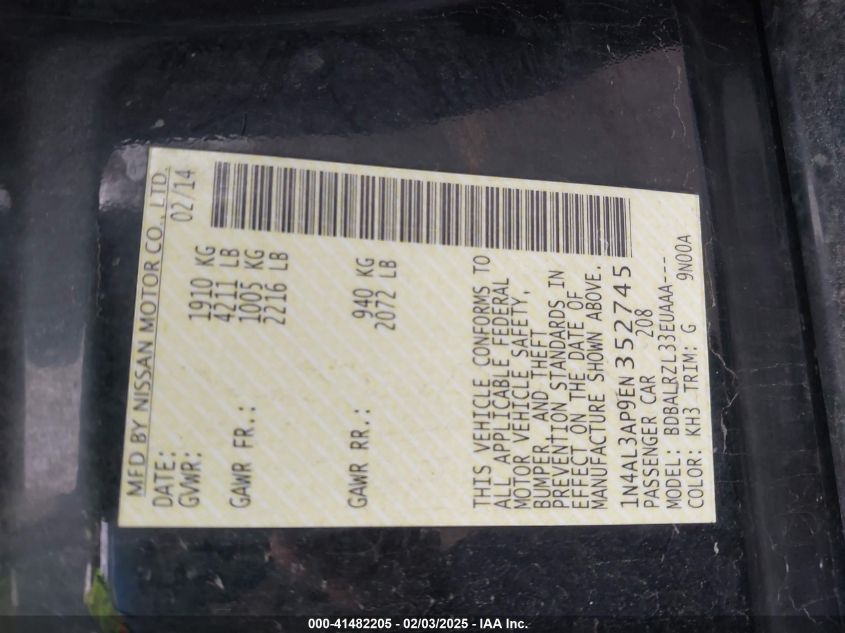 MFD BY NISSAN MOTOR CO., LTD.
DATE: 02/14
GVWR: 1910 KG
4211 LB
GAWR FR.: 1005 KG
2216 LB
GAWR RR.: 940 KG
2072 LB
THIS VEHICLE CONFORMS TO
ALL APPLICABLE FEDERAL
MOTOR VEHICLE SAFETY,
BUMPER, AND THEFT
PREVENTION STANDARDS IN
EFFECT ON THE DATE OF
MANUFACTURE SHOWN ABOVE.
1N4AL3AP9EN352745
PASSENGER CAR 208
MODEL: BDBALRZL33EUAAA---
COLOR: KH3 TRIM: G 9N00A
000-41482205 - 02/03/2025 - IAA Inc.